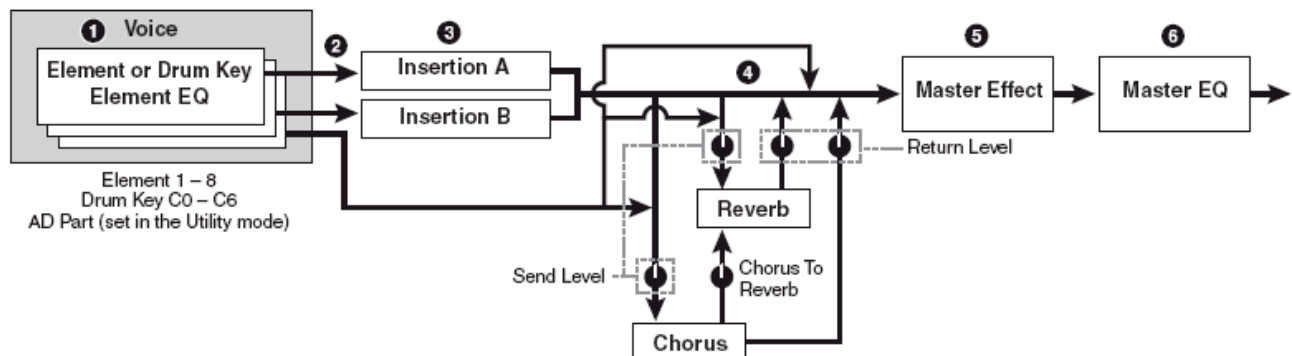 1 Voice
Element or Drum Key
Element EQ
Element 1 – 8
Drum Key C0 – C6
AD Part (set in the Utility mode)
2
3
Insertion A
Insertion B
4
5
Master Effect
6
Master EQ
Return Level
Reverb
Send Level
Chorus To
Reverb
Chorus